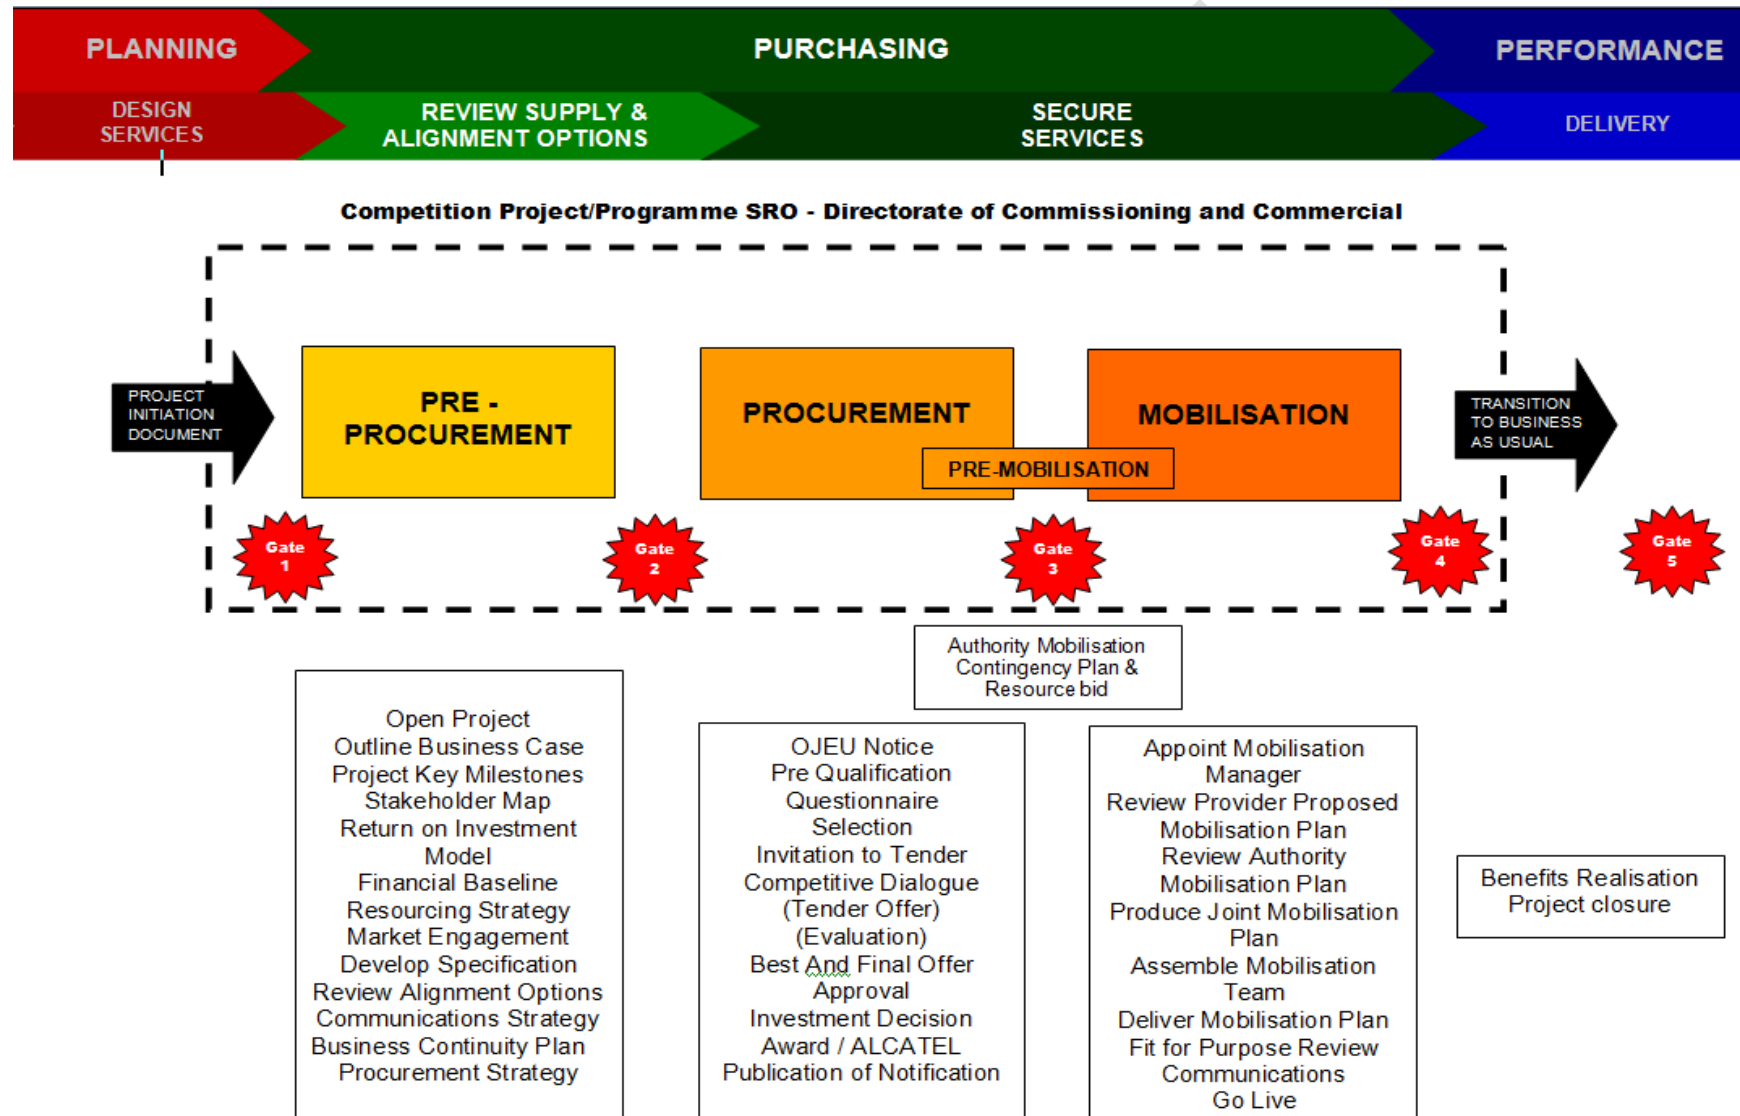 PLANNING
PURCHASING
PERFORMANCE
DESIGN
SERVICES
REVIEW SUPPLY &
ALIGNMENT OPTIONS
SECURE
SERVICES
DELIVERY
Competition Project/Programme SRO - Directorate of Commissioning and Commercial
PROJECT
INITIATION
DOCUMENT
PRE -
PROCUREMENT
PROCUREMENT
MOBILISATION
PRE-MOBILISATION
TRANSITION
TO BUSINESS
AS USUAL
Gate
1
Gate
2
Gate
3
Gate
4
Gate
5
Authority Mobilisation
Contingency Plan &
Resource bid
Open Project
Outline Business Case
Project Key Milestones
Stakeholder Map
Return on Investment
Model
Financial Baseline
Resourcing Strategy
Market Engagement
Develop Specification
Review Alignment Options
Communications Strategy
Business Continuity Plan
Procurement Strategy
OJEU Notice
Pre Qualification
Questionnaire
Selection
Invitation to Tender
Competitive Dialogue
(Tender Offer)
(Evaluation)
Best And Final Offer
Approval
Investment Decision
Award / ALCATEL
Publication of Notification
Appoint Mobilisation
Manager
Review Provider Proposed
Mobilisation Plan
Review Authority
Mobilisation Plan
Produce Joint Mobilisation
Plan
Assemble Mobilisation
Team
Deliver Mobilisation Plan
Fit for Purpose Review
Communications
Go Live
Benefits Realisation
Project closure